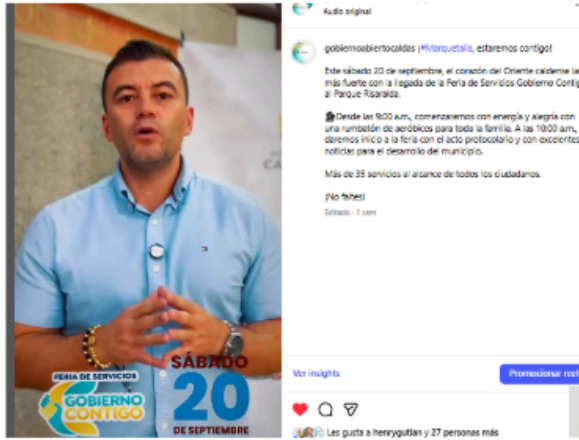 FERIA DE SERVICIOS
GOBIERNO
CONTIGO
SÁBADO
20
DE SEPTIEMBRE
Audio original
gobiernoabiertocaldas ¡#Marquetalia, estaremos contigo!
Este sábado 20 de septiembre, el corazón del Oriente caldense lat
más fuerte con la llegada de la Feria de Servicios Gobierno Contig
al Parque Risaralda.
Desde las 9:00 a.m., comenzaremos con energía y alegría con
una rumbatón de aeróbicos para toda la familia. A las 10:00 a.m.,
daremos inicio a la feria con el acto protocolario y con excelentes
noticias para el desarrollo del municipio.
Más de 35 servicios al alcance de todos los ciudadanos.
¡No faltes!
Editado · 1 sem
Ver insights
Promocionar reel
Les gusta a henrygutian y 27 personas más